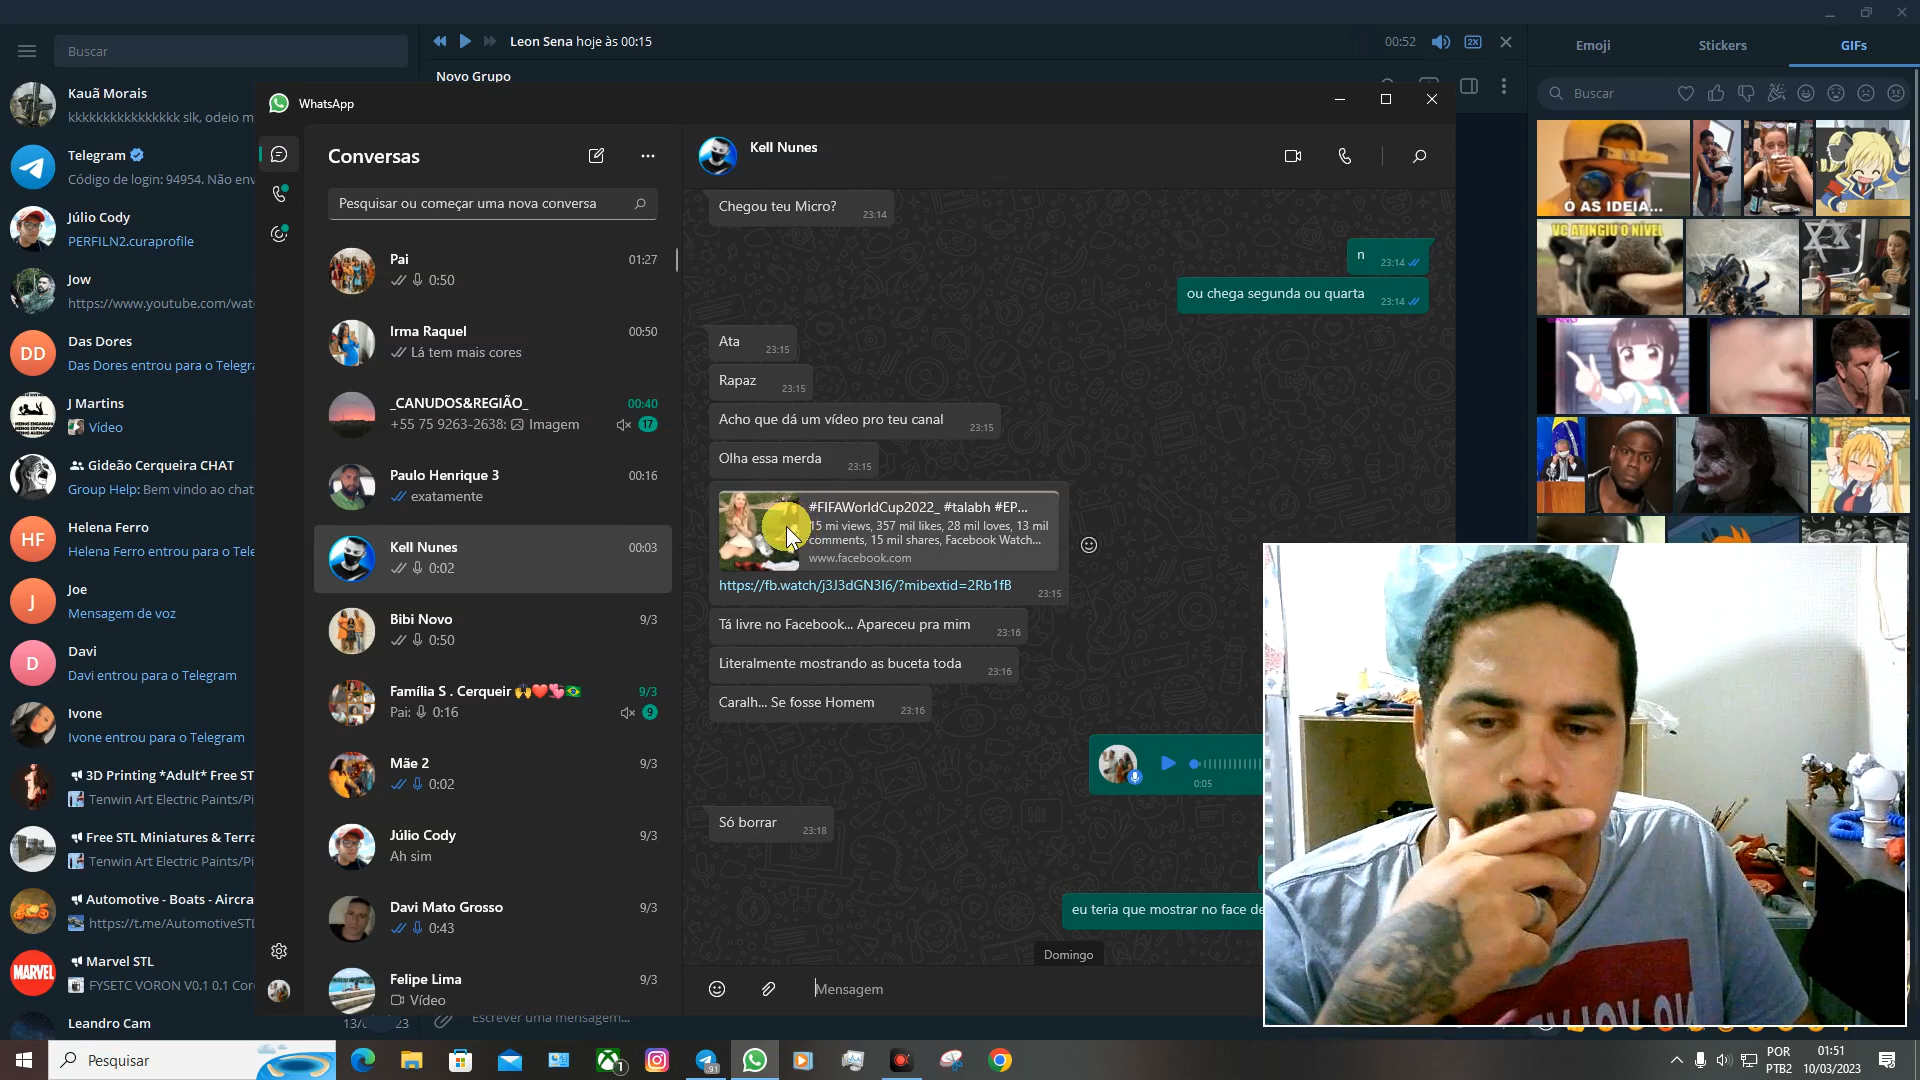 Buscar
Kauã Morais
kkkkkkkkkkkkkkkk slk, odeio m
Telegram
Código de login: 94954. Não env
Júlio Cody
PERFILN2.curaprofile
Jow
https://www.youtube.com/wat
DD
Das Dores
Das Dores entrou para o Telegra
J Martins
Vídeo
Gideão Cerqueira CHAT
Group Help: Bem vindo ao chat
HF
Helena Ferro
Helena Ferro entrou para o Tele
J
Joe
Mensagem de voz
D
Davi
Davi entrou para o Telegram
Ivone
Ivone entrou para o Telegram
3D Printing *Adult* Free ST
Tenwin Art Electric Paints/Pi
Free STL Miniatures & Terra
Tenwin Art Electric Paints/Pi
Automotive - Boats - Aircra
https://t.me/AutomotiveSTL
MARVEL
Marvel STL
FYSETC VORON V0.1 0.1 Cor
Leandro Cam
Leon Sena hoje às 00:15
00:52
2X
Novo Grupo
WhatsApp
Conversas
Pesquisar ou começar uma nova conversa
Pai
01:27
0:50
Irma Raquel
00:50
Lá tem mais cores
_CANUDOS&REGIÃO_
00:40
+55 75 9263-2638: Imagem
17
Paulo Henrique 3
00:16
exatamente
Kell Nunes
00:03
0:02
Bibi Novo
9/3
0:50
Família S . Cerqueir
9/3
Pai: 0:16
9
Mãe 2
9/3
0:02
Júlio Cody
9/3
Ah sim
Davi Mato Grosso
9/3
0:43
Felipe Lima
9/3
Vídeo
Escrever uma mensagem...
Kell Nunes
Chegou teu Micro?
23:14
n
23:14
ou chega segunda ou quarta
23:14
Ata
23:15
Rapaz
23:15
Acho que dá um vídeo pro teu canal
23:15
Olha essa merda
23:15
#FIFAWorldCup2022_ #talabh #EP...
15 mi views, 357 mil likes, 28 mil loves, 13 mil
comments, 15 mil shares, Facebook Watch...
www.facebook.com
https://fb.watch/j3J3dGN3I6/?mibextid=2Rb1fB
23:15
Tá livre no Facebook... Apareceu pra mim
23:16
Literalmente mostrando as buceta toda
23:16
Caralh... Se fosse Homem
23:16
0:05
Só borrar
23:18
eu teria que mostrar no face de
Domingo
Mensagem
Emoji
Stickers
GIFs
Buscar
Ó AS IDEIA...
VC ATINGIU O NÍVEL
Pesquisar
1
91
POR
PTB2
01:51
10/03/2023